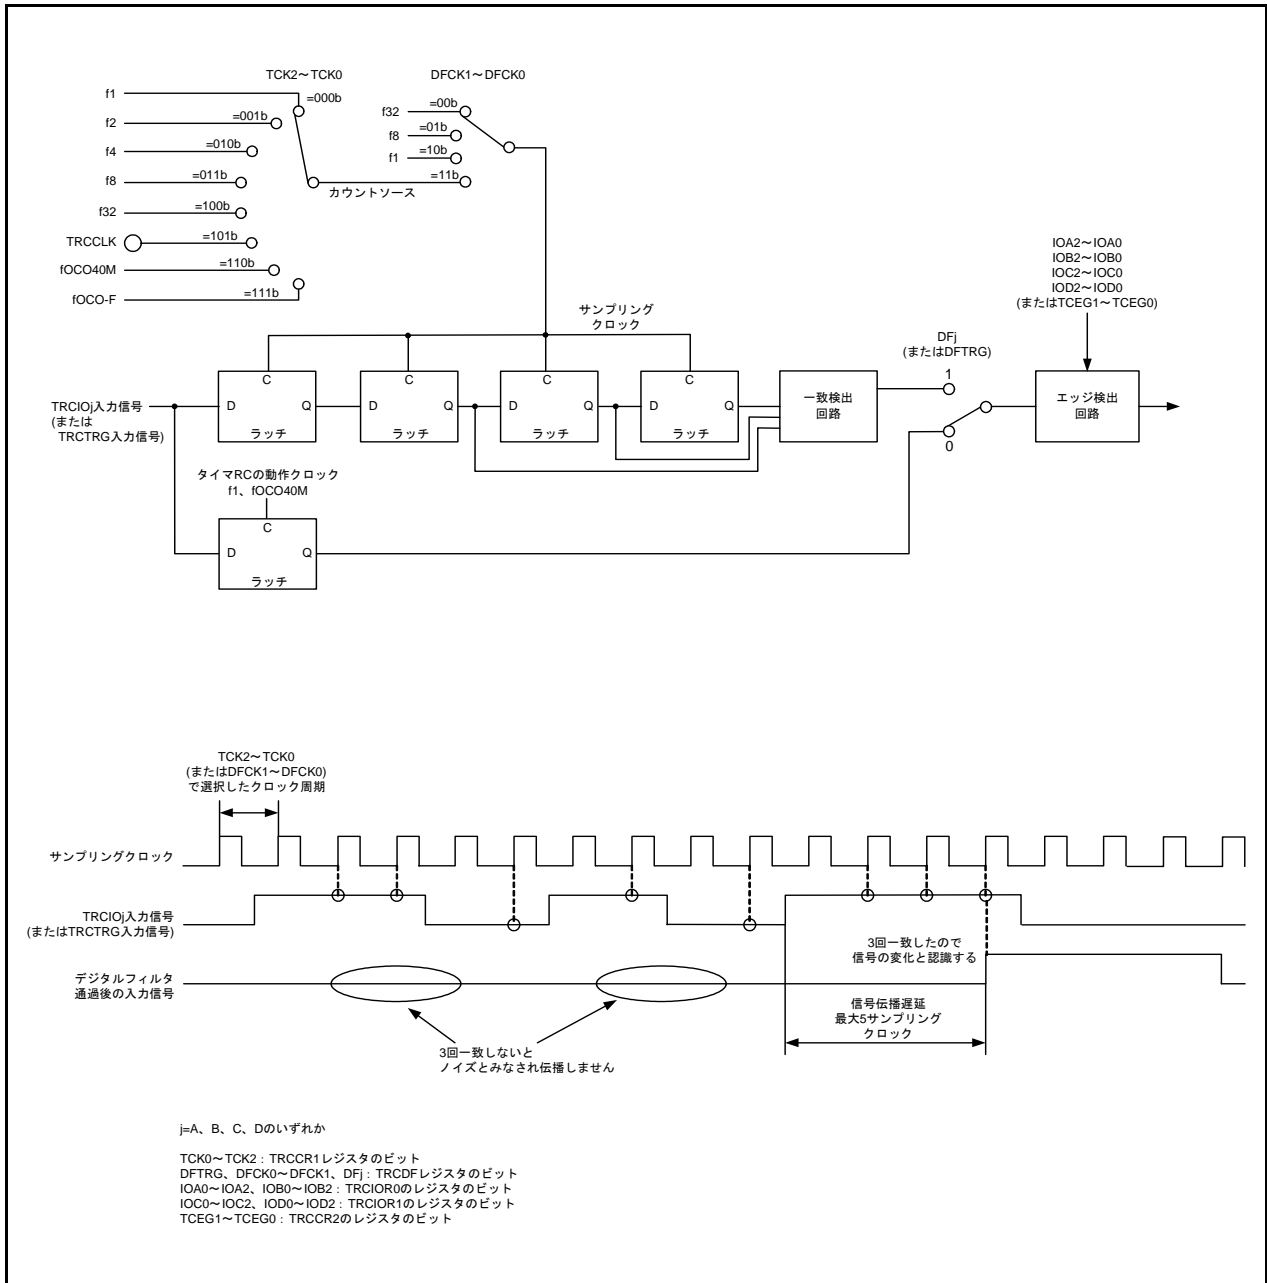 TCK2～TCK0
DFCK1～DFCK0
f1
=000b
f2
=001b
f4
=010b
f8
=011b
f32
=100b
TRCCLK
=101b
fOCO40M
=110b
fOCO-F
=111b
カウントソース
f32
=00b
f8
=01b
f1
=10b
=11b
サンプリング
クロック
IOA2～IOA0
IOB2～IOB0
IOC2～IOC0
IOD2～IOD0
(またはTCEG1～TCEG0)
DFj
(またはDFTRG)
1
0
TRCIOj入力信号
(または
TRCTRG入力信号)
C
D
Q
ラッチ
C
D
Q
ラッチ
C
D
Q
ラッチ
C
D
Q
ラッチ
一致検出
回路
エッジ検出
回路
タイマRCの動作クロック
f1、fOCO40M
C
D
Q
ラッチ
TCK2～TCK0
(またはDFCK1～DFCK0)
で選択したクロック周期
サンプリングクロック
TRCIOj入力信号
(またはTRCTRG入力信号)
3回一致したので
信号の変化と認識する
デジタルフィルタ
通過後の入力信号
信号伝播遅延
最大5サンプリング
クロック
3回一致しないと
ノイズとみなされ伝播しません
j=A、B、C、Dのいずれか
TCK0～TCK2：TRCCR1レジスタのビット
DFTRG、DFCK0～DFCK1、DFj：TRCDFレジスタのビット
IOA0～IOA2、IOB0～IOB2：TRCIOR0のレジスタのビット
IOC0～IOC2、IOD0～IOD2：TRCIOR1のレジスタのビット
TCEG1～TCEG0：TRCCR2のレジスタのビット